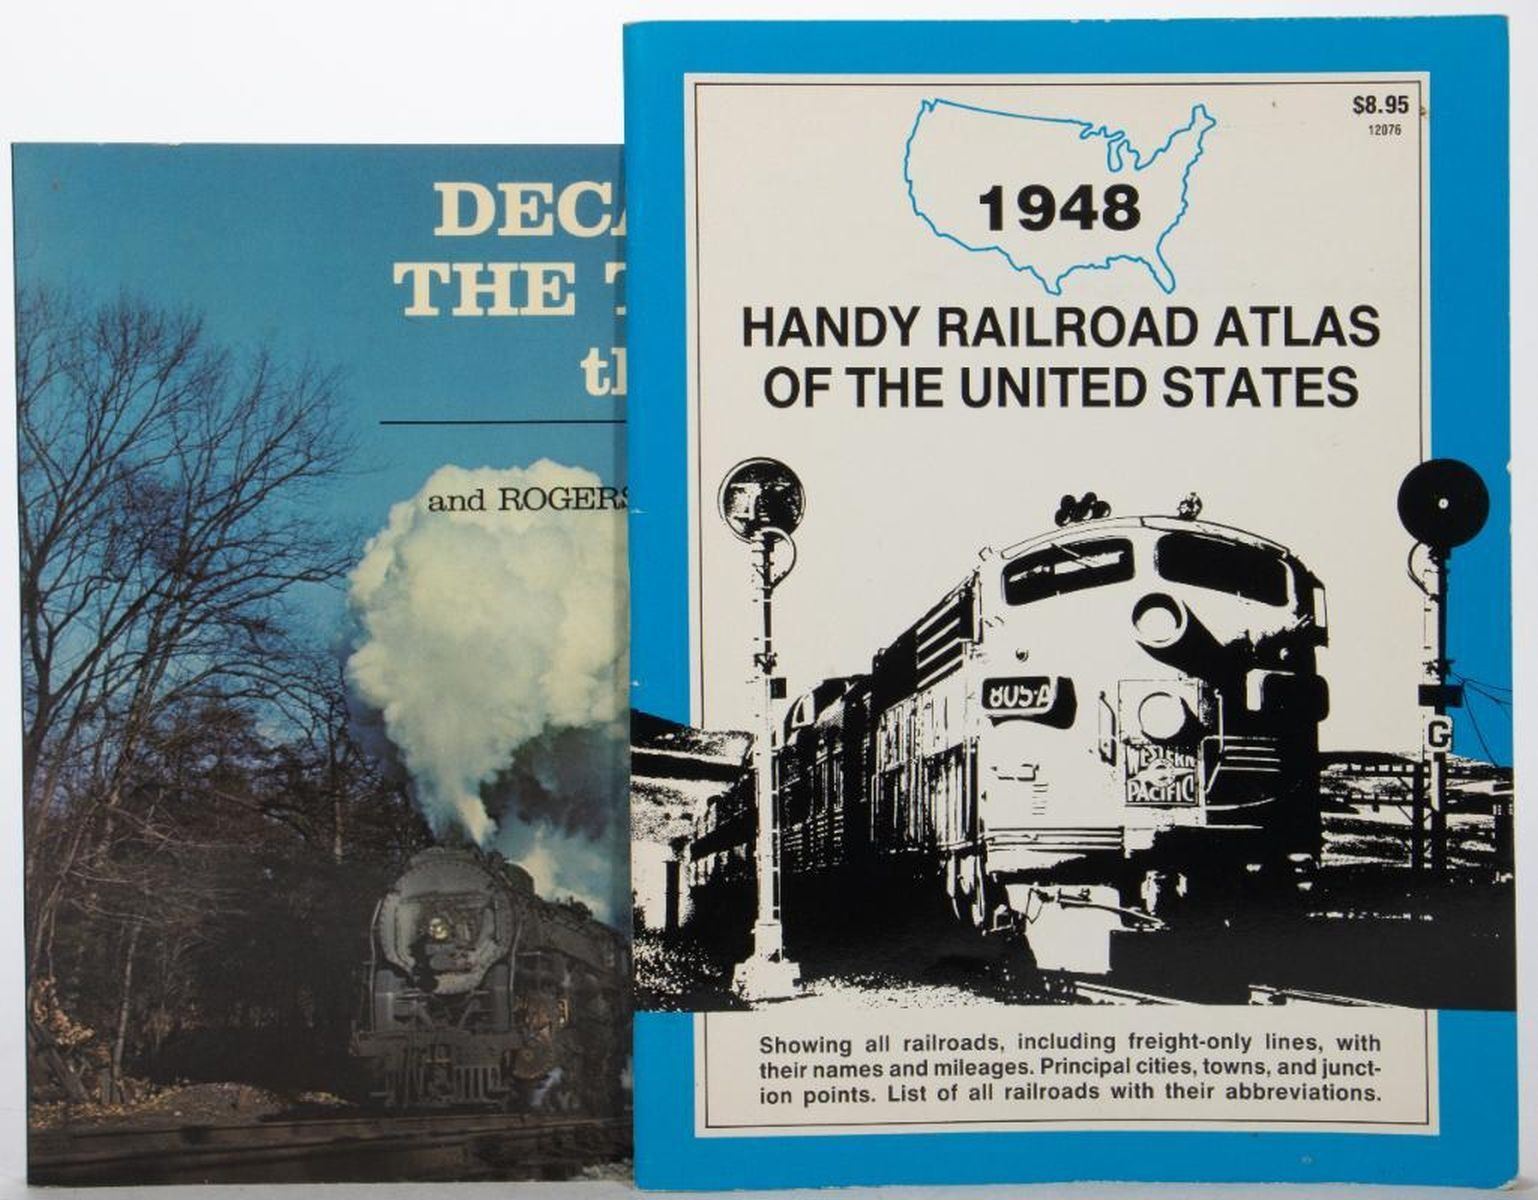 DECA
THE T
th
and ROGERS
$8.95
12076
1948
HANDY RAILROAD ATLAS
OF THE UNITED STATES
805-A
WESTERN
PACIFIC
G
Showing all railroads, including freight-only lines, with
their names and mileages. Principal cities, towns, and junct-
ion points. List of all railroads with their abbreviations.